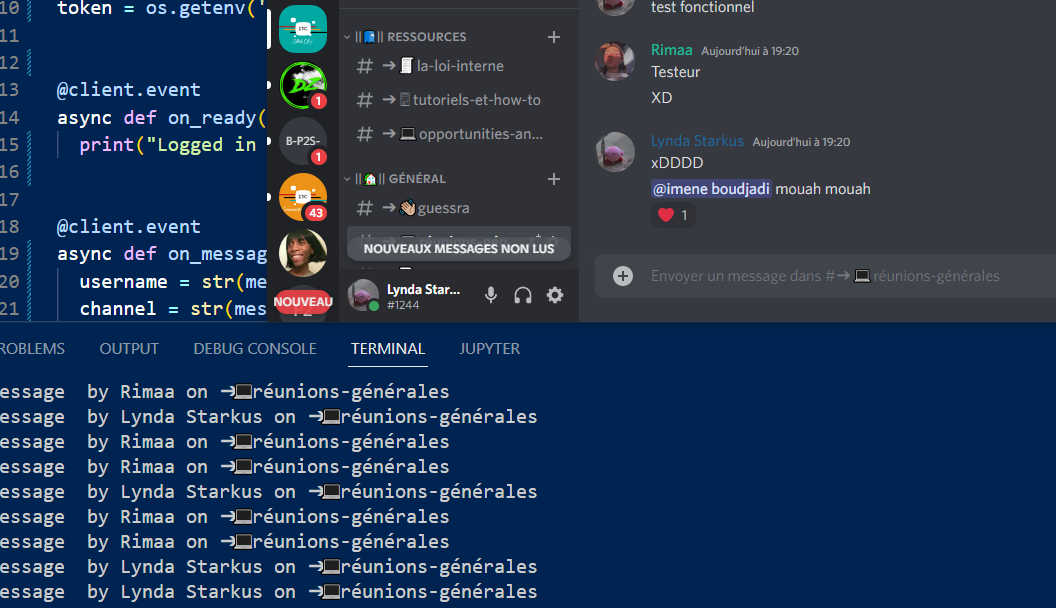 10 token = os.getenv('
11
12
13 @client.event
14 async def on_ready(
15 print("Logged in
16
17
18 @client.event
19 async def on_messag
20 username = str(me
21 channel = str(mes
ETC
DZ
1
B-P2S-
1
ETC
43
NOUVEAU
||📘|| RESSOURCES
# →🧾la-loi-interne
# →tutoriels-et-how-to
# →💻opportunities-an...
||🏠|| GÉNÉRAL
# →👋🏽guessra
NOUVEAUX MESSAGES NON LUS
Lynda Star...
#1244
test fonctionnel
Rimaa Aujourd'hui à 19:20
Testeur
XD
Lynda Starkus Aujourd'hui à 19:20
xDDDD
@imene boudjadi mouah mouah
❤️ 1
Envoyer un message dans #→💻réunions-générales
ROBLEMS OUTPUT DEBUG CONSOLE TERMINAL JUPYTER
essage by Rimaa on →💻réunions-générales
essage by Lynda Starkus on →💻réunions-générales
essage by Rimaa on →💻réunions-générales
essage by Rimaa on →💻réunions-générales
essage by Lynda Starkus on →💻réunions-générales
essage by Rimaa on →💻réunions-générales
essage by Rimaa on →💻réunions-générales
essage by Lynda Starkus on →💻réunions-générales
essage by Lynda Starkus on →💻réunions-générales